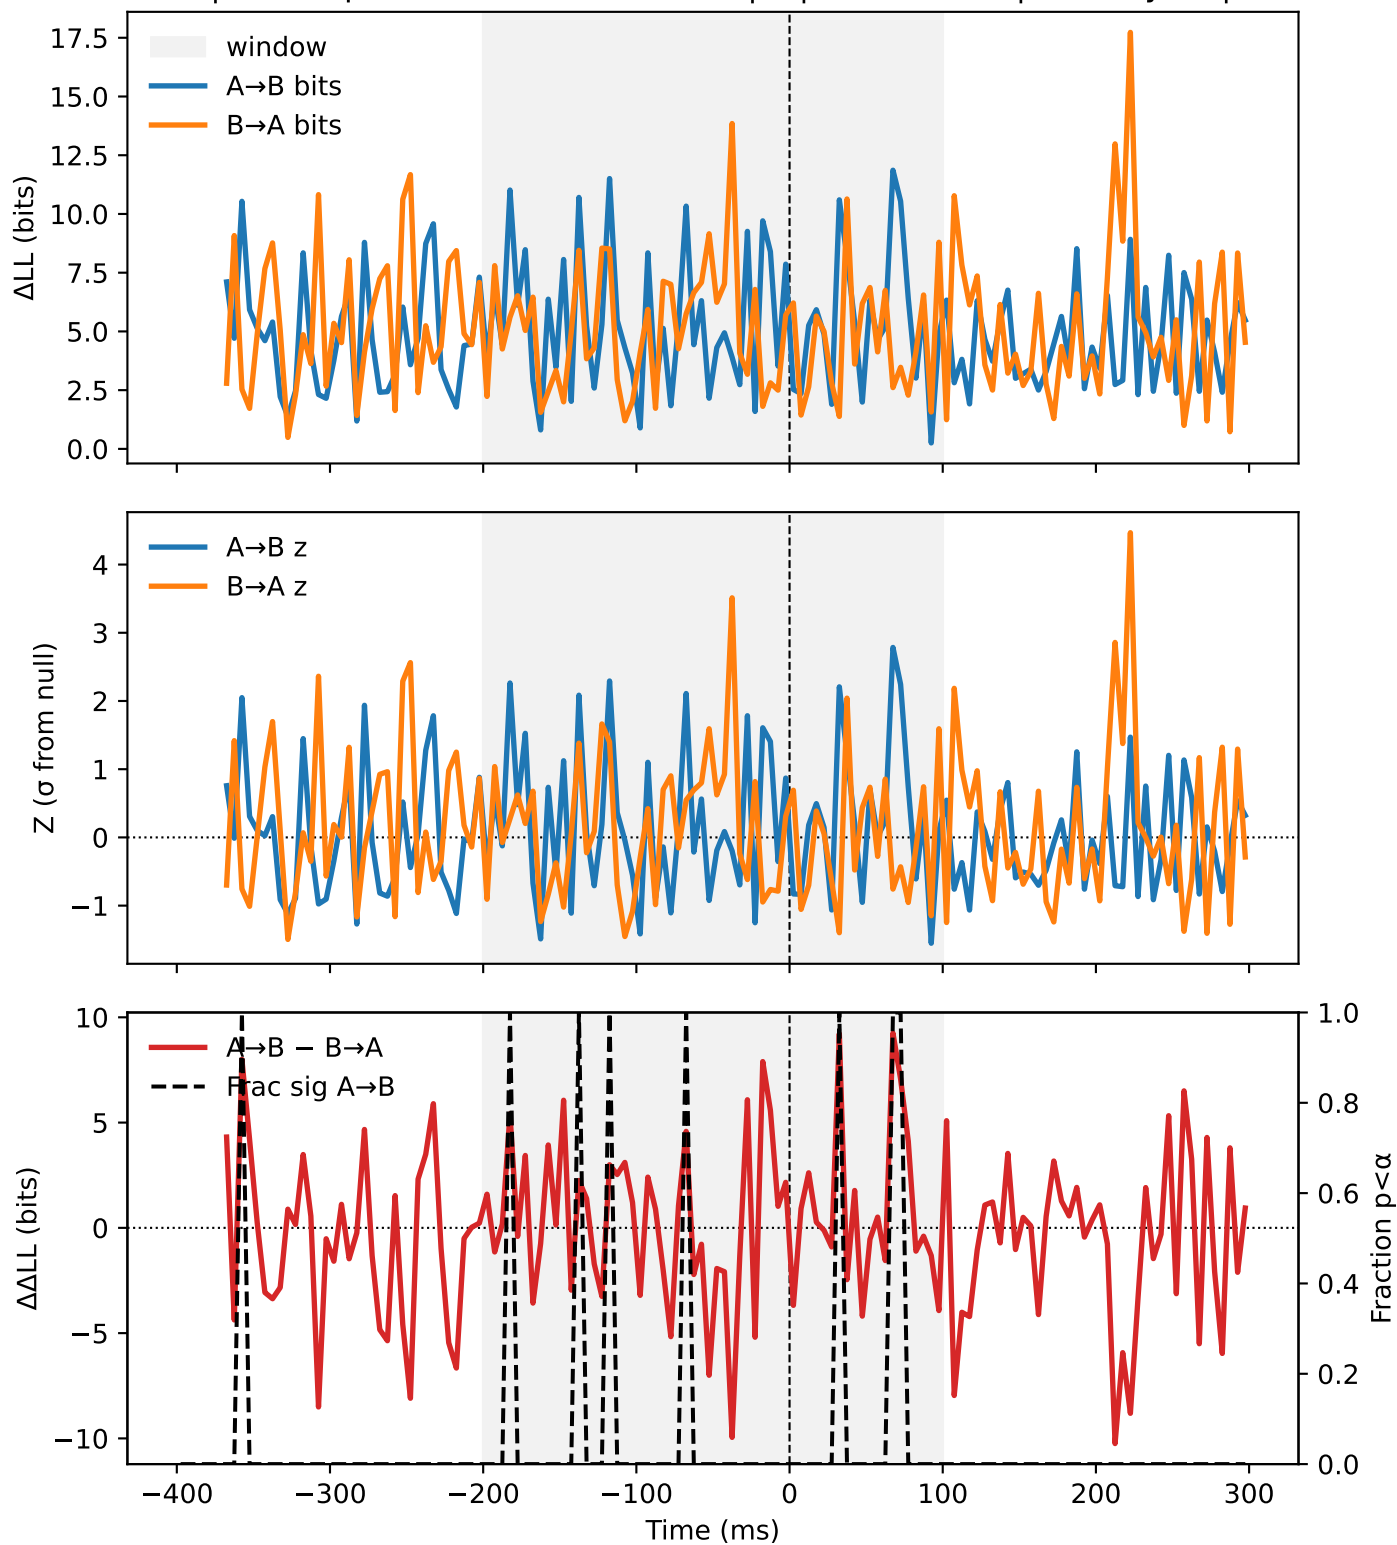 window
A→B bits
B→A bits
17.5
15.0
12.5
10.0
7.5
5.0
2.5
0.0
ΔLL (bits)
A→B z
B→A z
4
3
2
1
0
−1
Z (σ from null)
A→B − B→A
Frac sig A→B
10
5
0
−5
−10
ΔΔLL (bits)
1.0
0.8
0.6
0.4
0.2
0.0
Fraction p<α
−400 −300 −200 −100 0 100 200 300
Time (ms)